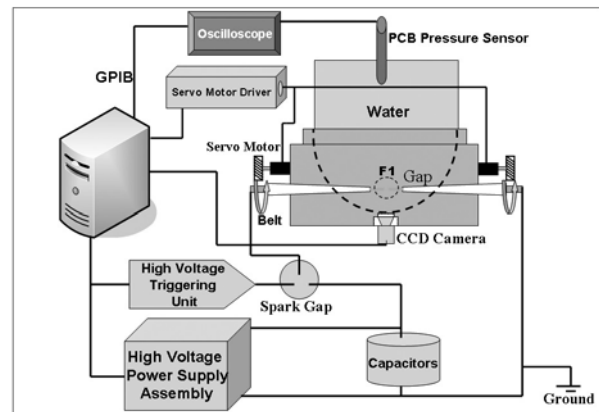 Oscilloscope
PCB Pressure Sensor
GPIB
Servo Motor Driver
Water
Servo Motor
F1
Gap
Belt
CCD Camera
High Voltage
Triggering
Unit
Spark Gap
High Voltage
Power Supply
Assembly
Capacitors
Ground